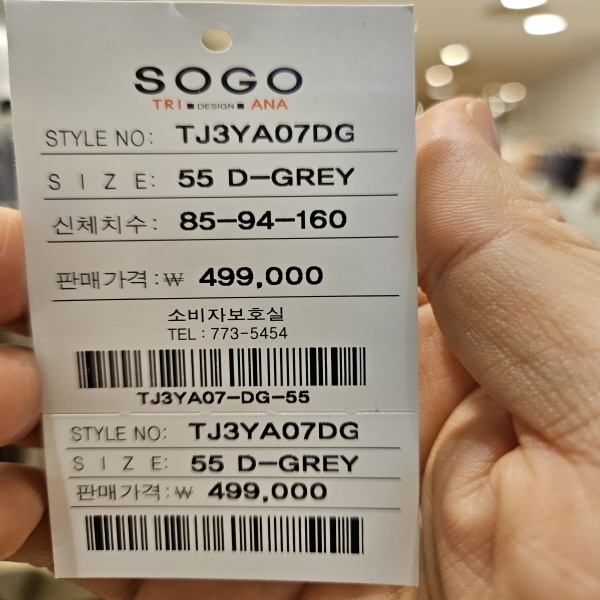 SOGO
TRI ■ DESIGN ■ ANA
STYLE NO: TJ3YA07DG
S I Z E: 55 D-GREY
신체치수: 85-94-160
판매가격:₩ 499,000
소비자보호실
TEL : 773-5454
TJ3YA07-DG-55
STYLE NO: TJ3YA07DG
S I Z E: 55 D-GREY
판매가격:₩ 499,000